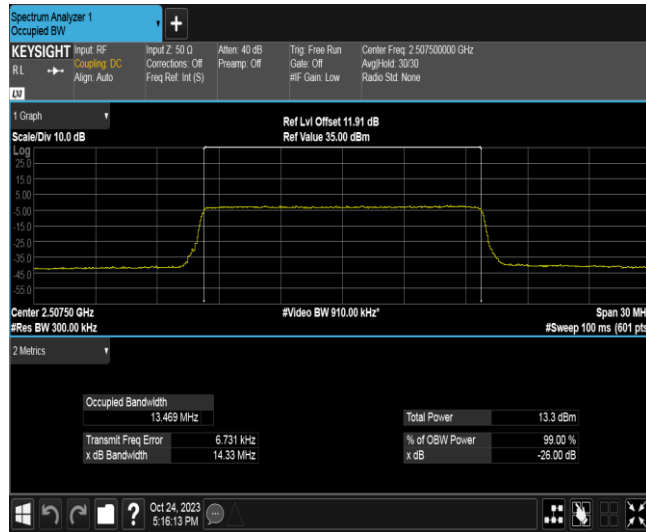 Spectrum Analyzer 1
Occupied BW
KEYSIGHT
RL
LXI
Input: RF
Coupling: DC
Align: Auto
Input Z: 50 Ω
Corrections: Off
Freq Ref: Int (S)
Atten: 40 dB
Preamp: Off
Trig: Free Run
Gate: Off
#IF Gain: Low
Center Freq: 2.507500000 GHz
Avg|Hold: 30/30
Radio Std: None
1 Graph
Scale/Div 10.0 dB
Ref Lvl Offset 11.91 dB
Ref Value 35.00 dBm
Log
25.0
15.0
5.00
-5.00
-15.0
-25.0
-35.0
-45.0
-55.0
Center 2.50750 GHz
#Res BW 300.00 kHz
#Video BW 910.00 kHz*
Span 30 MH
#Sweep 100 ms (601 pts
2 Metrics
Occupied Bandwidth
13.469 MHz
Total Power 13.3 dBm
Transmit Freq Error 6.731 kHz
% of OBW Power 99.00 %
x dB Bandwidth 14.33 MHz
x dB -26.00 dB
?
Oct 24, 2023
5:16:13 PM